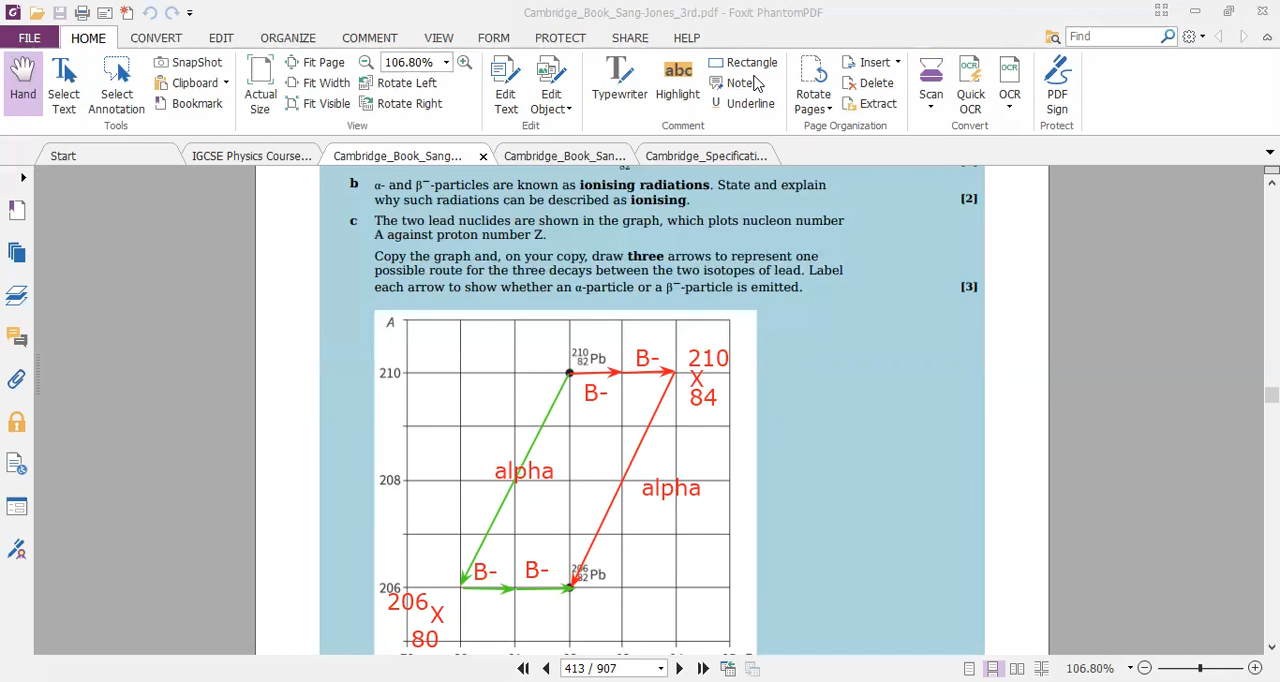 Cambridge_Book_Sang-Jones_3rd.pdf - Foxit PhantomPDF
FILE HOME CONVERT EDIT ORGANIZE COMMENT VIEW FORM PROTECT SHARE HELP Find
Hand
Select Text
Select Annotation
SnapShot
Clipboard
Bookmark
Tools
Actual Size
Fit Page
Fit Width
Fit Visible
106.80%
Rotate Left
Rotate Right
View
Edit Text
Edit Object
Edit
Typewriter
abc
Highlight
Rectangle
Note
U Underline
Comment
Rotate Pages
Insert
Delete
Extract
Page Organization
Scan
OCR
Quick OCR
OCR
OCR
Convert
PDF Sign
Protect
Start IGCSE Physics Course... Cambridge_Book_Sang... Cambridge_Book_San... Cambridge_Specificati...
82
b α- and β⁻-particles are known as ionising radiations. State and explain
why such radiations can be described as ionising. [2]
c The two lead nuclides are shown in the graph, which plots nucleon number
A against proton number Z.
Copy the graph and, on your copy, draw three arrows to represent one
possible route for the three decays between the two isotopes of lead. Label
each arrow to show whether an α-particle or a β⁻-particle is emitted. [3]
A
210
82 Pb
B-
210
X
84
210
B-
alpha
208
alpha
B-
B-
206
82 Pb
206
206
X
80
413 / 907
106.80%